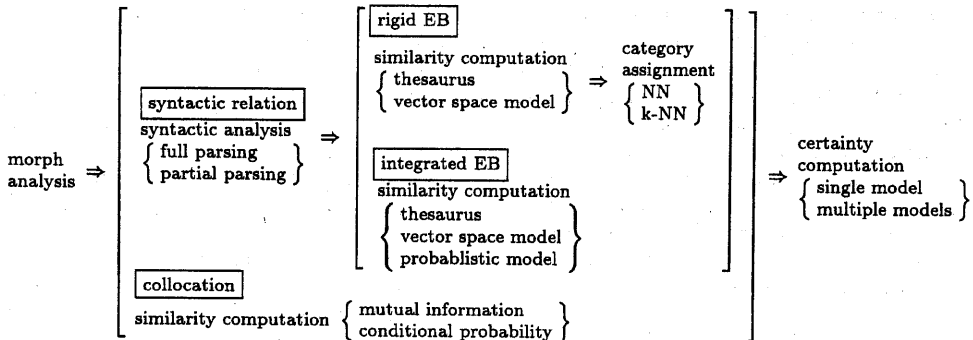 morph
analysis ⇒
syntactic relation
syntactic analysis
full parsing
partial parsing
⇒
rigid EB
similarity computation
thesaurus
vector space model
⇒
category
assignment
NN
k-NN
integrated EB
similarity computation
thesaurus
vector space model
probablistic model
collocation
similarity computation
mutual information
conditional probability
⇒
certainty
computation
single model
multiple models